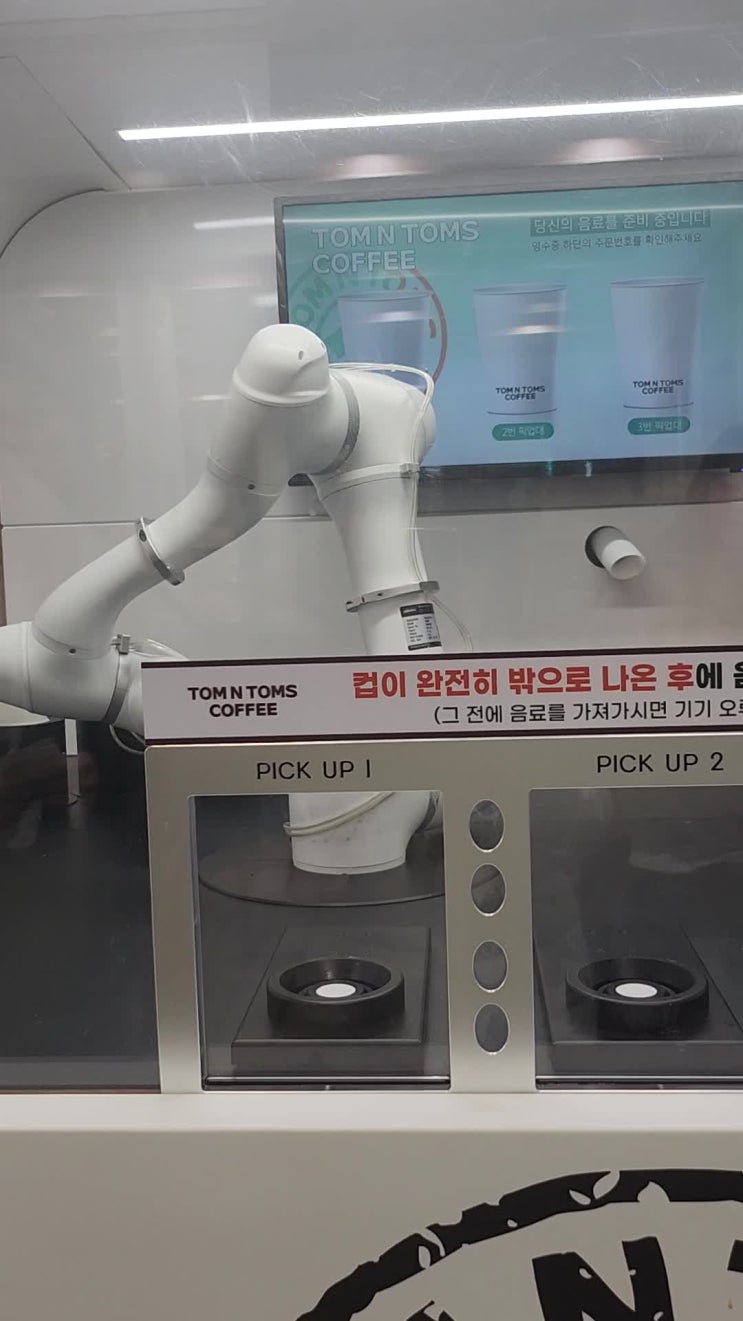 TOM N TOMS
COFFEE
당신의 음료를 준비 중입니다
영수증 하단의 주문번호를 확인해주세요
TOM N TOMS
COFFEE
TOM N TOMS
COFFEE
2번 픽업대
3번 픽업대
TOM N TOMS
COFFEE
컵이 완전히 밖으로 나온 후에
(그 전에 음료를 가져가시면 기기 오
PICK UP 1
PICK UP 2